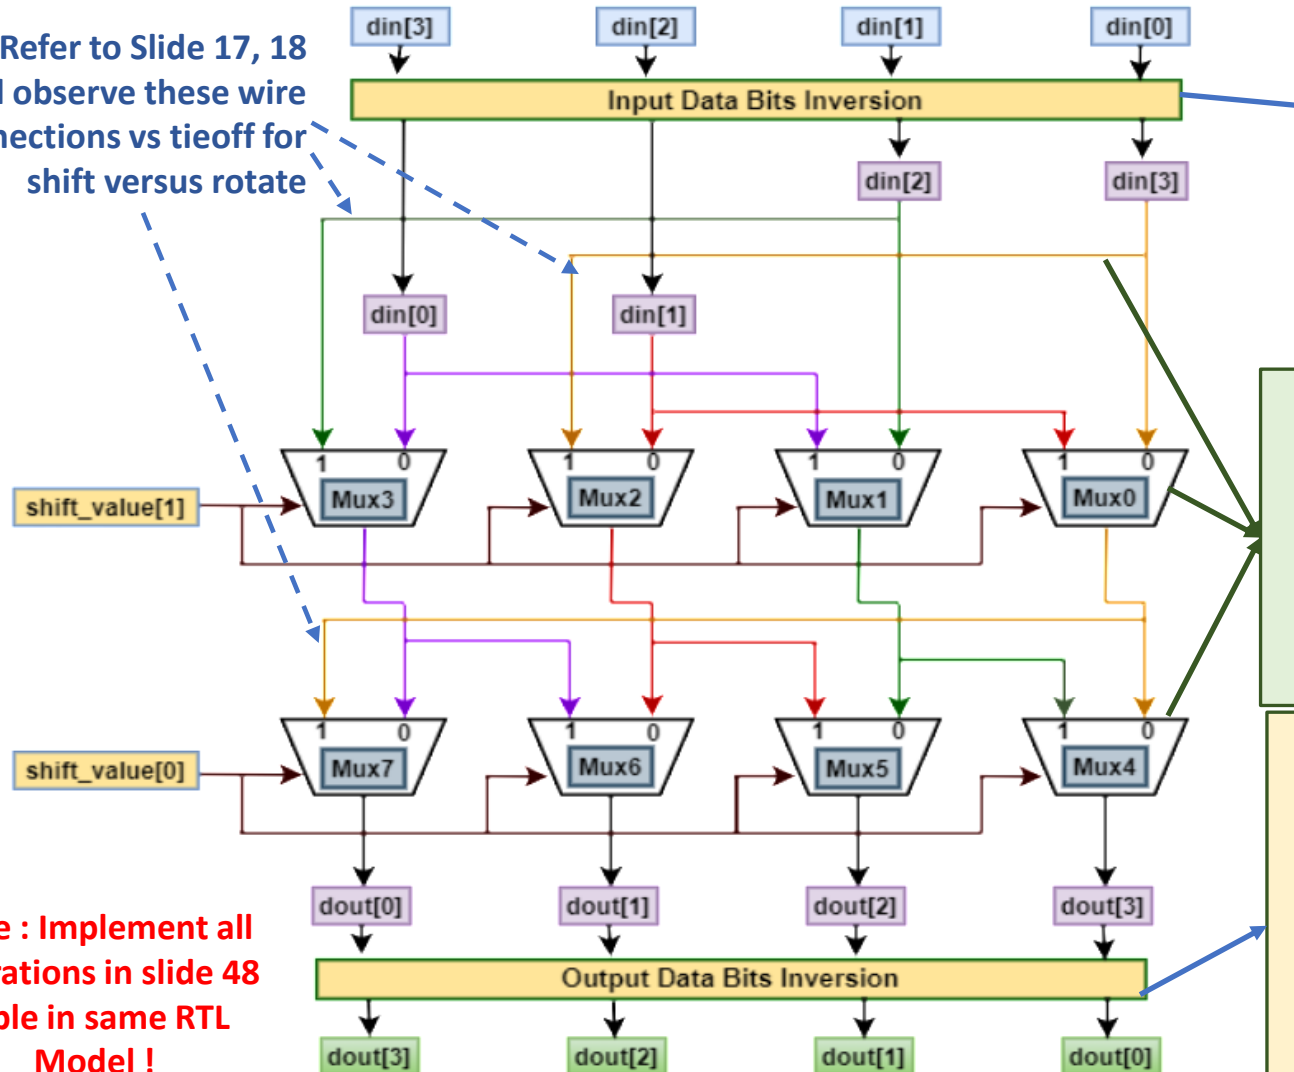 din[3] din[2] din[1] din[0]
Refer to Slide 17, 18
observe these wire
Input Data Bits Inversion
vs tieoff for
shift versus rotate
din[2] din[3]
din[0] din[1]
1 0 1 0 1 0 1 0
shift_value[1] Mux3 Mux2 Mux1 Mux0
1 0 1 0 1 0 1 0
shift_value[0] Mux7 Mux6 Mux5 Mux4
dout[0] dout[1] dout[2] dout[3]
: Implement all
in slide 48
Output Data Bits Inversion
in same RTL
Model !
dout[3] dout[2] dout[1] dout[0]